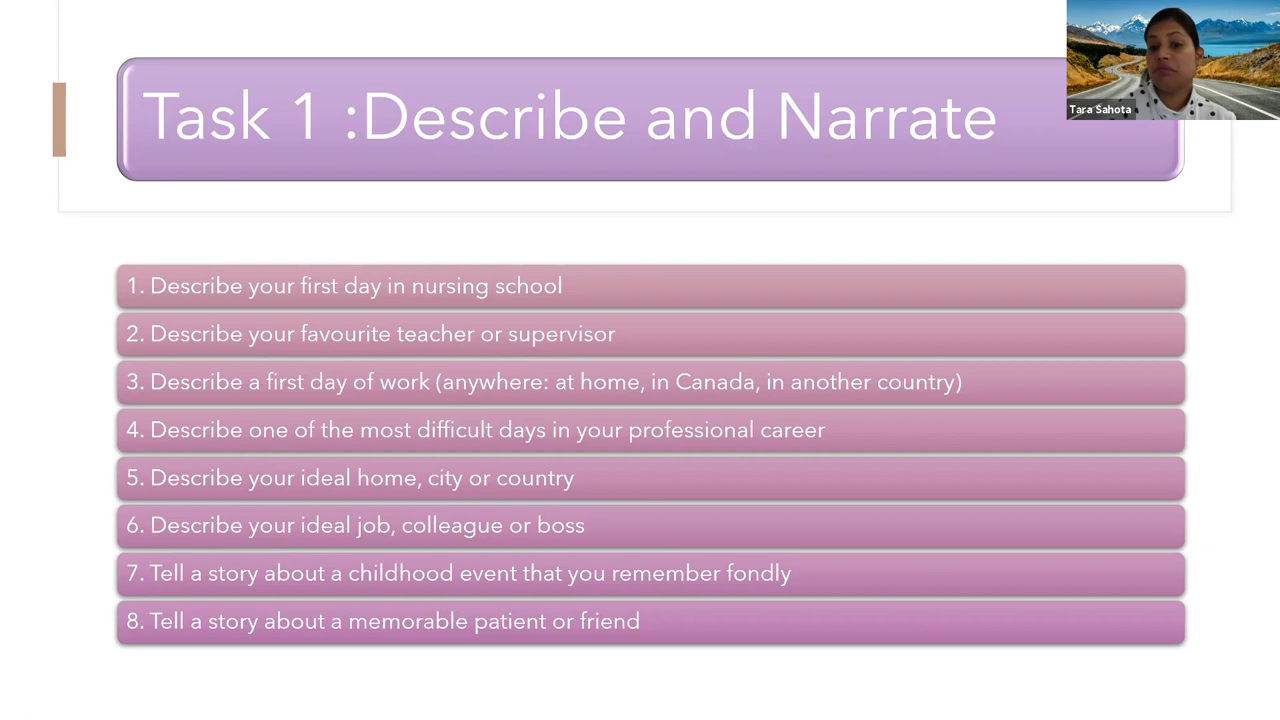 Task 1 :Describe and Narrate
Tara Sahota
1. Describe your first day in nursing school
2. Describe your favourite teacher or supervisor
3. Describe a first day of work (anywhere: at home, in Canada, in another country)
4. Describe one of the most difficult days in your professional career
5. Describe your ideal home, city or country
6. Describe your ideal job, colleague or boss
7. Tell a story about a childhood event that you remember fondly
8. Tell a story about a memorable patient or friend